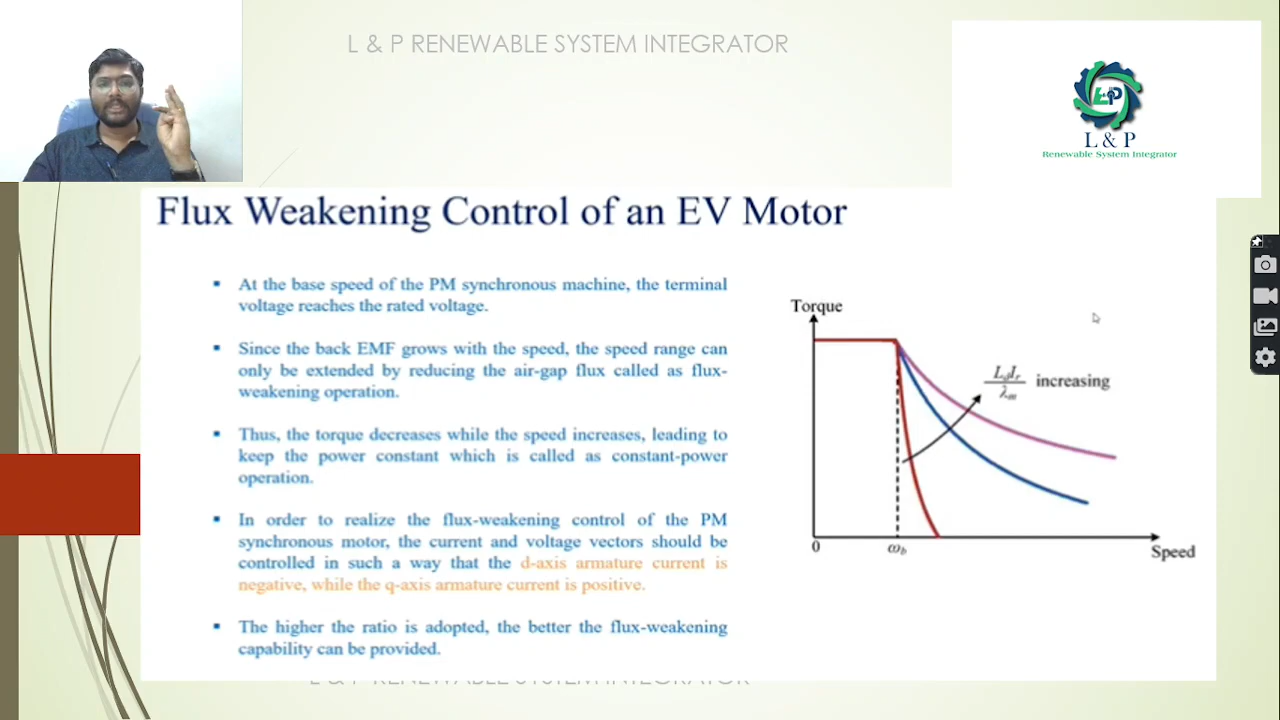 L & P RENEWABLE SYSTEM INTEGRATOR
L & P
Renewable System Integrator
Flux Weakening Control of an EV Motor
At the base speed of the PM synchronous machine, the terminal
voltage reaches the rated voltage.
Since the back EMF grows with the speed, the speed range can
only be extended by reducing the air-gap flux called as flux-
weakening operation.
Thus, the torque decreases while the speed increases, leading to
keep the power constant which is called as constant-power
operation.
In order to realize the flux-weakening control of the PM
synchronous motor, the current and voltage vectors should be
controlled in such a way that the d-axis armature current is
negative, while the q-axis armature current is positive.
The higher the ratio is adopted, the better the flux-weakening
capability can be provided.
Torque
L_d I_r / λ_m increasing
0
ω_b
Speed
L & P RENEWABLE SYSTEM INTEGRATOR